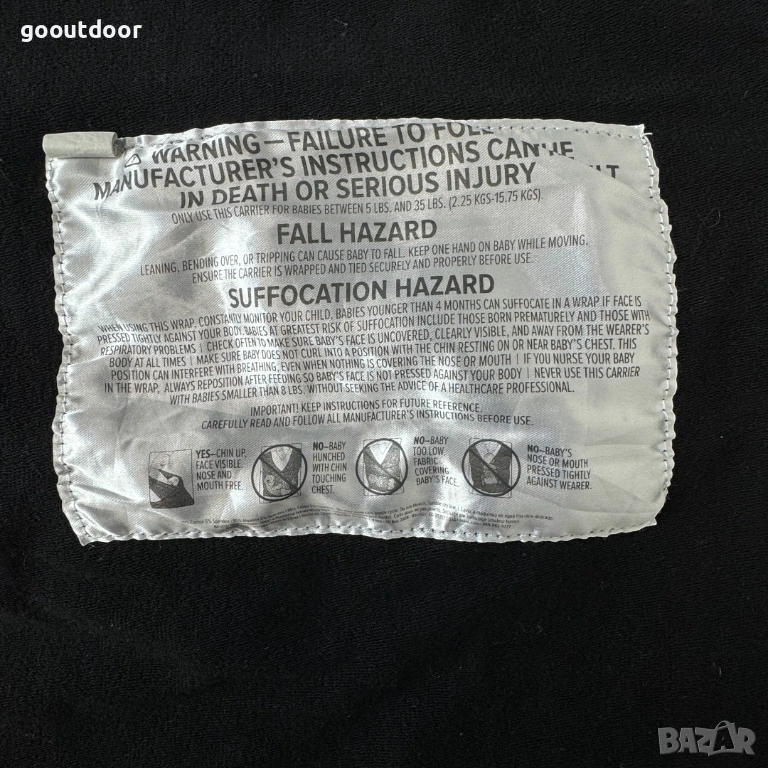 gooutdoor
WARNING—FAILURE TO
MANUFACTURER'S INSTRUCTIONS CAN
IN DEATH OR SERIOUS INJURY
ONLY USE THIS CARRIER FOR BABIES BETWEEN 5 LBS. AND 35 LBS. (2.25 KGS-15.75 KGS).
FALL HAZARD
LEANING, BENDING OVER, OR TRIPPING CAN CAUSE BABY TO FALL. KEEP ONE HAND ON BABY WHILE MOVING.
ENSURE THE CARRIER IS WRAPPED AND TIED SECURELY AND PROPERLY BEFORE USE.
SUFFOCATION HAZARD
WHEN USING THIS WRAP, CONSTANTLY MONITOR YOUR CHILD. BABIES YOUNGER THAN 4 MONTHS CAN SUFFOCATE IN A WRAP IF FACE IS
PRESSED TIGHTLY AGAINST YOUR BODY. BABIES AT GREATEST RISK OF SUFFOCATION INCLUDE THOSE BORN PREMATURELY AND THOSE WITH
RESPIRATORY PROBLEMS | CHECK OFTEN TO MAKE SURE BABY'S FACE IS UNCOVERED, CLEARLY VISIBLE, AND AWAY FROM THE WEARER'S
BODY AT ALL TIMES | MAKE SURE BABY DOES NOT CURL INTO A POSITION WITH THE CHIN RESTING ON OR NEAR BABY'S CHEST. THIS
POSITION CAN INTERFERE WITH BREATHING, EVEN WHEN NOTHING IS COVERING THE NOSE OR MOUTH | IF YOU NURSE YOUR BABY
IN THE WRAP, ALWAYS REPOSITION AFTER FEEDING SO BABY'S FACE IS NOT PRESSED AGAINST YOUR BODY | NEVER USE THIS CARRIER
WITH BABIES SMALLER THAN 8 LBS. WITHOUT SEEKING THE ADVICE OF A HEALTHCARE PROFESSIONAL.
IMPORTANT! KEEP INSTRUCTIONS FOR FUTURE REFERENCE.
CAREFULLY READ AND FOLLOW ALL MANUFACTURER'S INSTRUCTIONS BEFORE USE.
YES—CHIN UP,
FACE VISIBLE,
NOSE AND
MOUTH FREE.
NO—BABY
HUNCHED
WITH CHIN
TOUCHING
CHEST.
NO—BABY
TOO LOW,
FABRIC
COVERING
BABY'S FACE.
NO—BABY'S
NOSE OR MOUTH
PRESSED TIGHTLY
AGAINST WEARER.
BAZAR